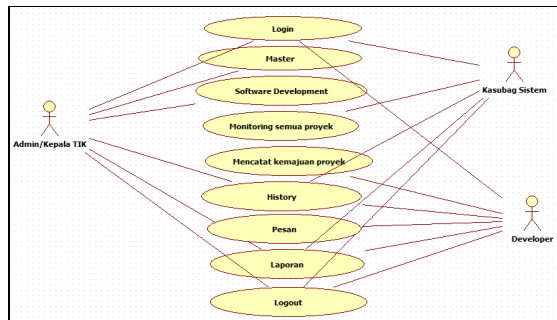 Login
Master
Software Development
Monitoring semua proyek
Mencatat kemajuan proyek
History
Pesan
Laporan
Logout
Admin/Kepala TIK
Kasubag Sistem
Developer